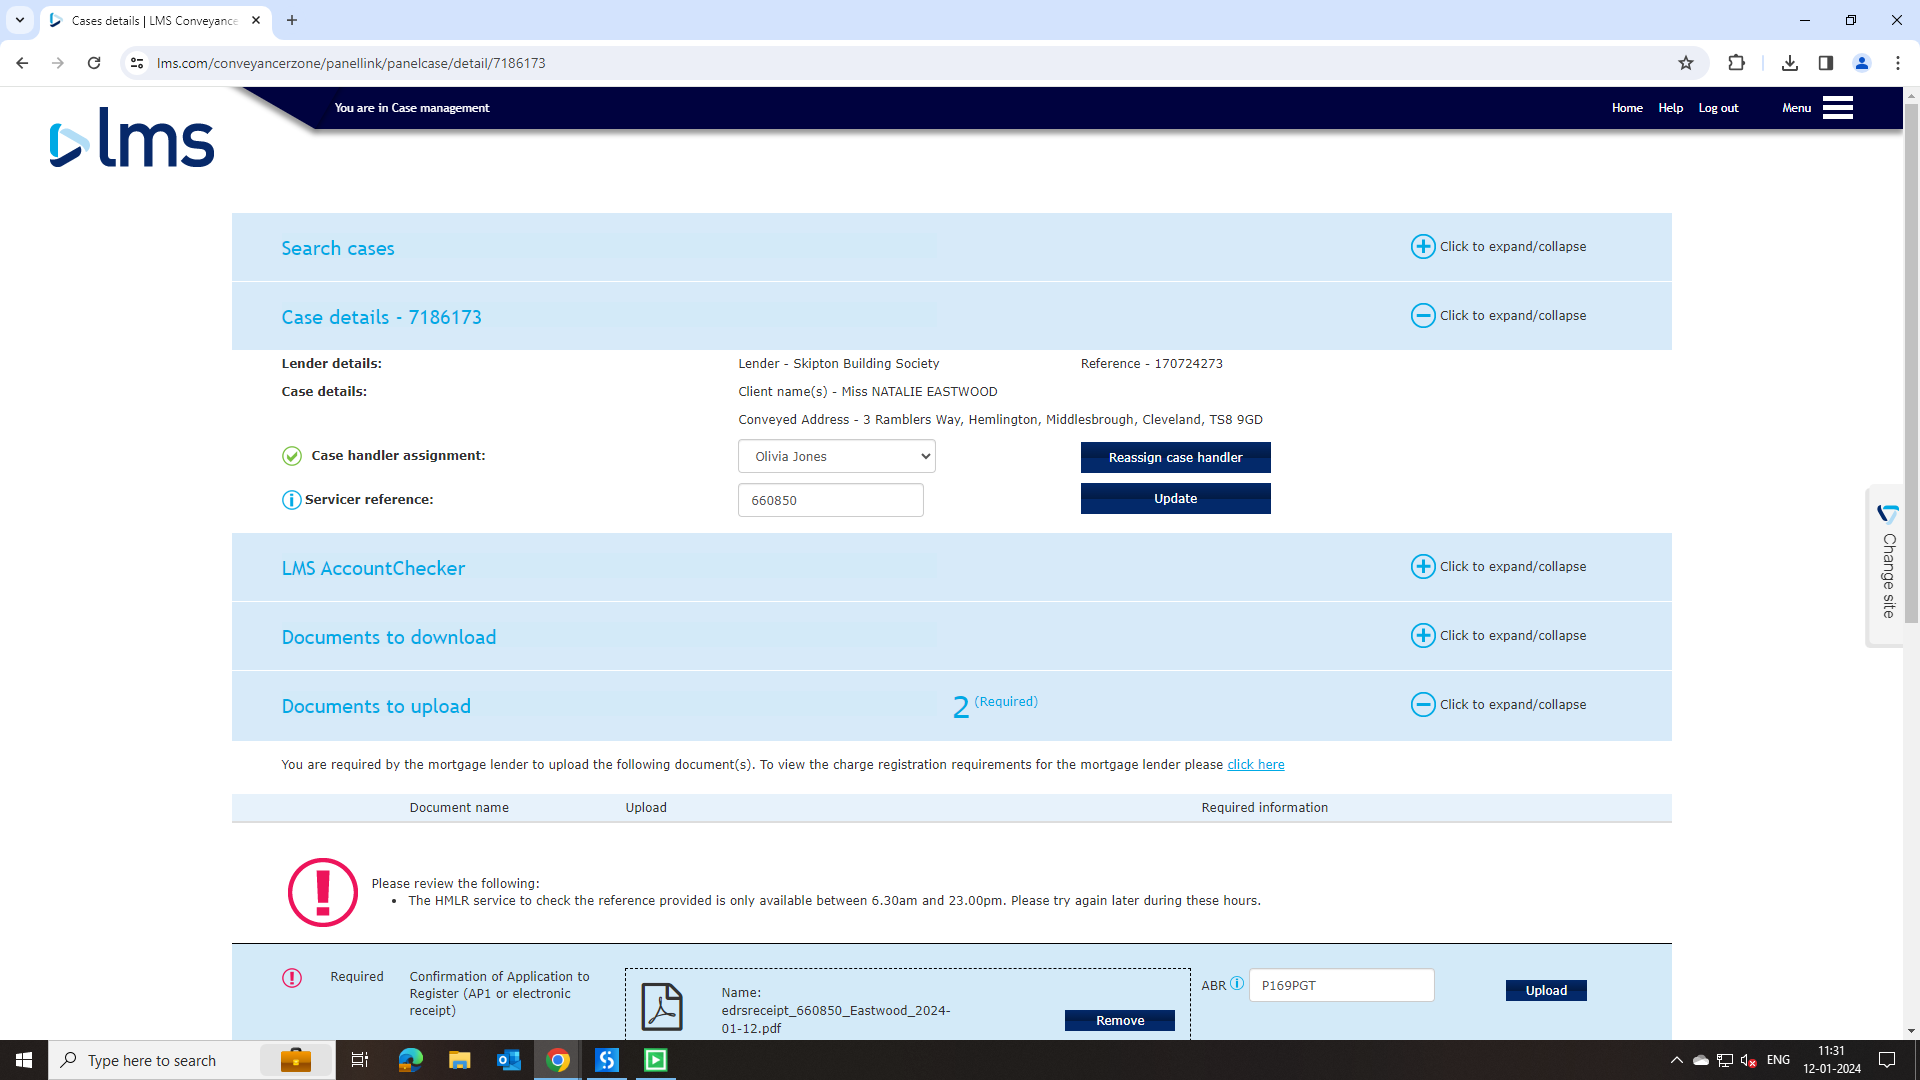 Cases details | LMS Conveyance
lms.com/conveyancerzone/panellink/panelcase/detail/7186173
You are in Case management
Home
Help
Log out
Menu
lms
Search cases
Click to expand/collapse
Case details - 7186173
Click to expand/collapse
Lender details:
Lender - Skipton Building Society
Reference - 170724273
Case details:
Client name(s) - Miss NATALIE EASTWOOD
Conveyed Address - 3 Ramblers Way, Hemlington, Middlesbrough, Cleveland, TS8 9GD
Case handler assignment:
Olivia Jones
Reassign case handler
Servicer reference:
660850
Update
Change site
LMS AccountChecker
Click to expand/collapse
Documents to download
Click to expand/collapse
Documents to upload
2 (Required)
Click to expand/collapse
You are required by the mortgage lender to upload the following document(s). To view the charge registration requirements for the mortgage lender please click here
Document name
Upload
Required information
Please review the following:
• The HMLR service to check the reference provided is only available between 6.30am and 23.00pm. Please try again later during these hours.
Required
Confirmation of Application to
Register (AP1 or electronic
receipt)
Name:
edrsreceipt_660850_Eastwood_2024-
01-12.pdf
Remove
ABR
P169PGT
Upload
Type here to search
ENG
11:31
12-01-2024